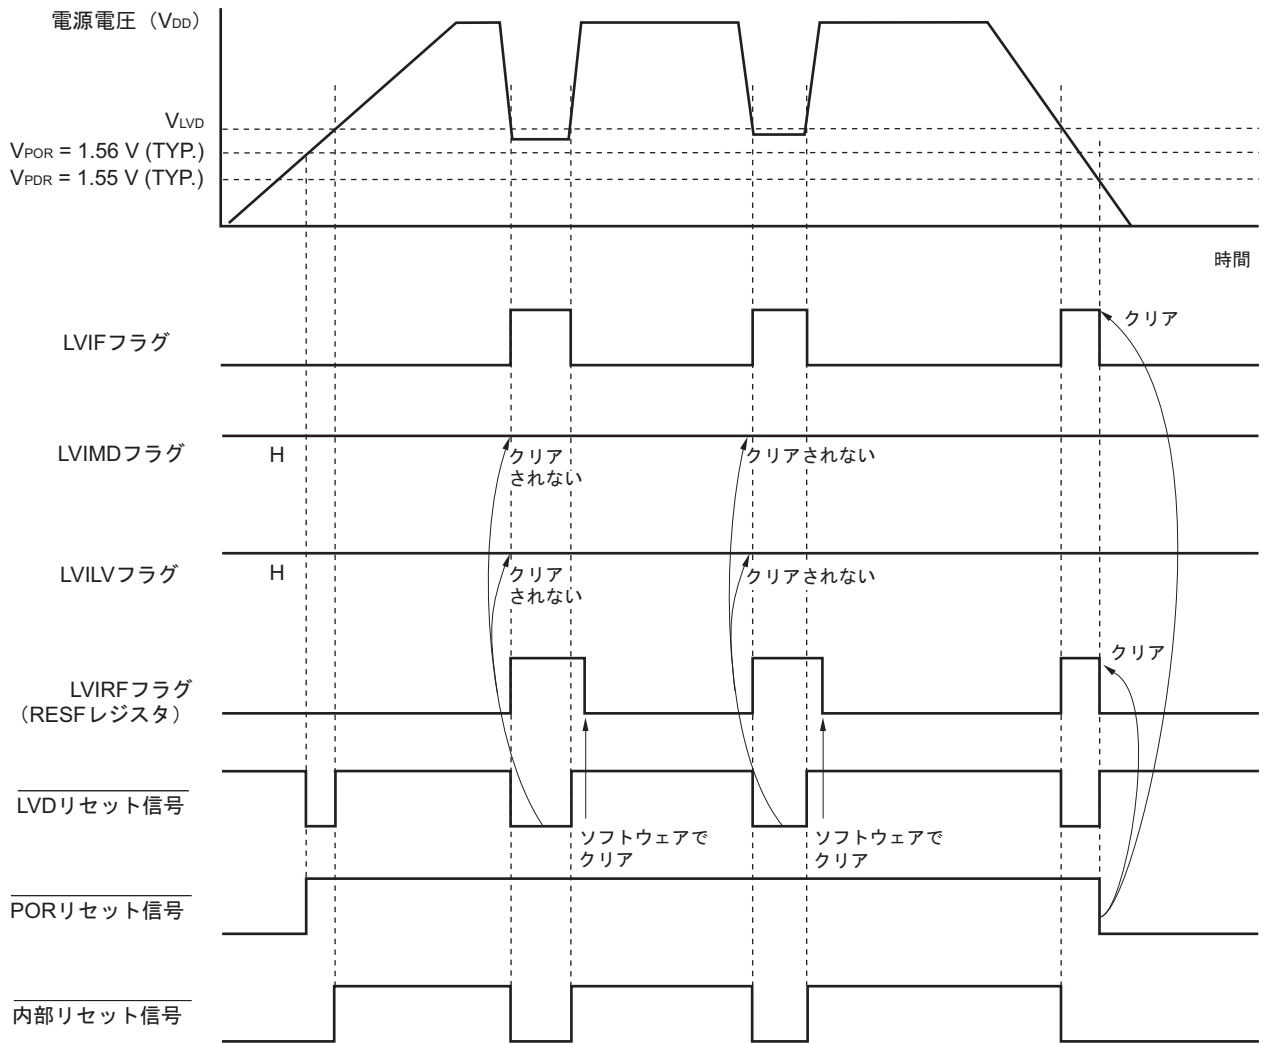 電源電圧（VDD）
VLVD
VPOR = 1.56 V (TYP.)
VPDR = 1.55 V (TYP.)
時間
LVIFフラグ
クリア
LVIMDフラグ
H
クリア
されない
クリアされない
LVILVフラグ
H
クリア
されない
クリアされない
LVIRFフラグ
（RESFレジスタ）
クリア
LVDリセット信号
ソフトウェアで
クリア
ソフトウェアで
クリア
PORリセット信号
内部リセット信号